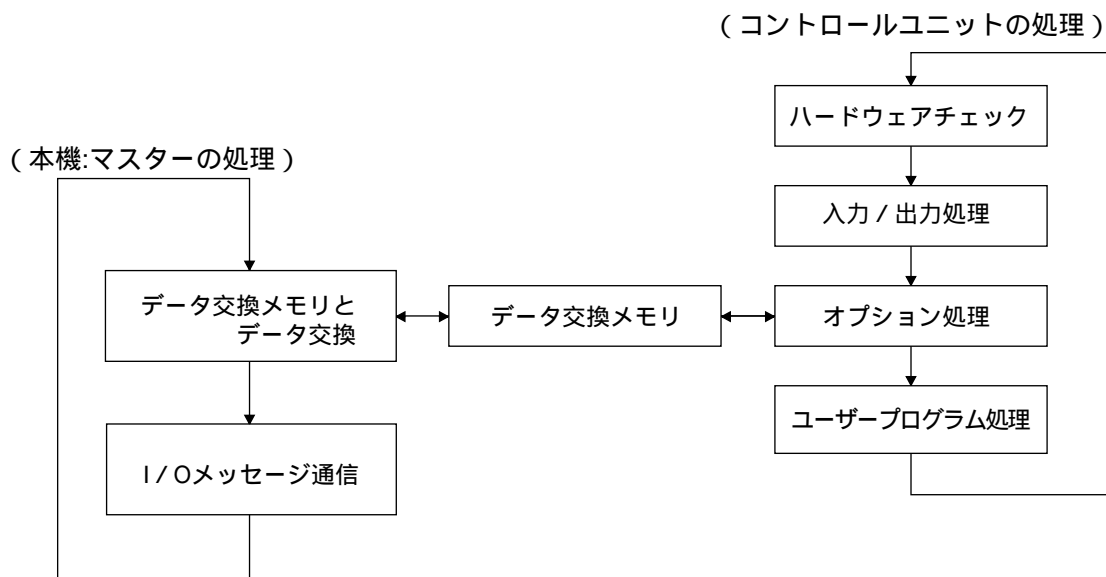 (コントロールユニットの処理)
ハードウェアチェック
(本機:マスターの処理)
入力/出力処理
データ交換メモリと
データ交換
データ交換メモリ
オプション処理
ユーザープログラム処理
I/Oメッセージ通信